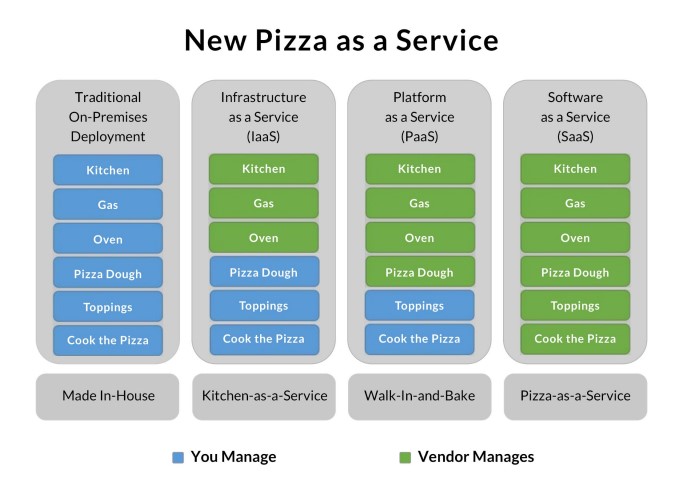 New Pizza as a Service
Traditional
On-Premises
Deployment
Kitchen
Gas
Oven
Pizza Dough
Toppings
Cook the Pizza
Made In-House
Infrastructure
as a Service
(IaaS)
Kitchen
Gas
Oven
Pizza Dough
Toppings
Cook the Pizza
Kitchen-as-a-Service
Platform
as a Service
(PaaS)
Kitchen
Gas
Oven
Pizza Dough
Toppings
Cook the Pizza
Walk-In-and-Bake
Software
as a Service
(SaaS)
Kitchen
Gas
Oven
Pizza Dough
Toppings
Cook the Pizza
Pizza-as-a-Service
You Manage
Vendor Manages